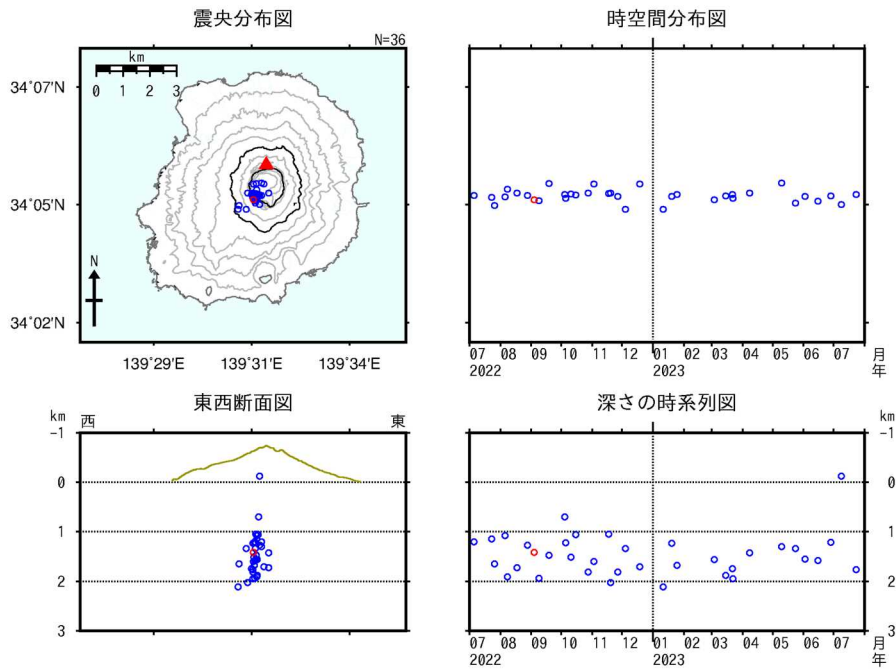 震央分布図
N=36
km
0 1 2 3
34°07'N
34°05'N
34°02'N
N
139°29'E 139°31'E 139°34'E
時空間分布図
07 08 09 10 11 12 01 02 03 04 05 06 07 月
2022 2023 年
東西断面図
km 西 東
-1
0
1
2
3
深さの時系列図
km
-1
0
1
2
3
07 08 09 10 11 12 01 02 03 04 05 06 07 月
2022 2023 年